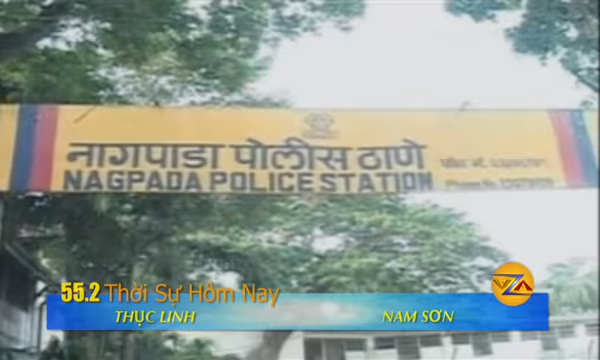 नागपाडा पोलीस ठाणे
NAGPADA POLICE STATION
55.2 Thời Sự Hôm Nay
THỤC LINH NAM SƠN